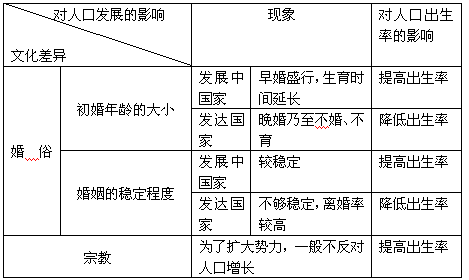 对人口发展的影响
文化差异
现象
对人口出生
率的影响
婚 俗
初婚年龄的大小
发展中
国家
早婚盛行，生育时
间延长
提高出生率
发达国
家
晚婚乃至不婚、不
育
降低出生率
婚姻的稳定程度
发展中
国家
较稳定
提高出生率
发达国
家
不够稳定，离婚率
较高
降低出生率
宗教
为了扩大势力，一般不反对
人口增长
提高出生率